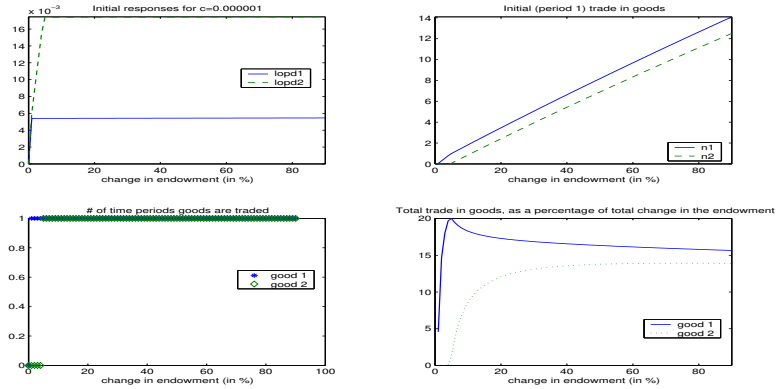 Initial responses for c=0.000001
x 10⁻³
16
14
12
10
8
6
4
2
0
0 20 40 60 80
change in endowment (in %)
lopd1
lopd2
Initial (period 1) trade in goods
14
12
10
8
6
4
2
0
0 20 40 60 80
change in endowment (in %)
n1
n2
# of time periods goods are traded
1
0.8
0.6
0.4
0.2
0
0 20 40 60 80 100
change in endowment (in %)
good 1
good 2
Total trade in goods, as a percentage of total change in the endowment
20
15
10
5
0
0 20 40 60 80
change in endowment (in %)
good 1
good 2